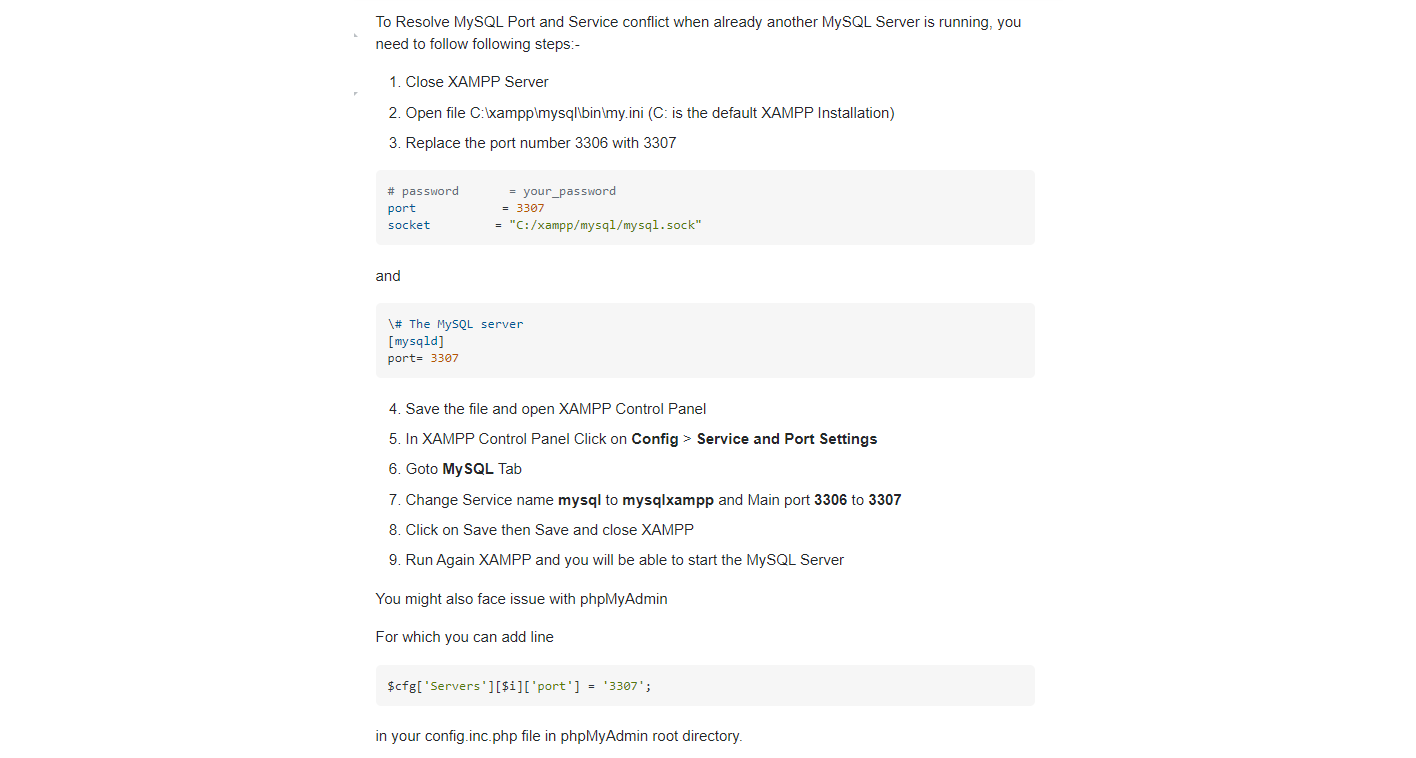 To Resolve MySQL Port and Service conflict when already another MySQL Server is running, you
need to follow following steps:-
1. Close XAMPP Server
2. Open file C:\xampp\mysql\bin\my.ini (C: is the default XAMPP Installation)
3. Replace the port number 3306 with 3307
# password       = your_password
port            = 3307
socket         = "C:/xampp/mysql/mysql.sock"
and
\# The MySQL server
[mysqld]
port= 3307
4. Save the file and open XAMPP Control Panel
5. In XAMPP Control Panel Click on Config > Service and Port Settings
6. Goto MySQL Tab
7. Change Service name mysql to mysqlxampp and Main port 3306 to 3307
8. Click on Save then Save and close XAMPP
9. Run Again XAMPP and you will be able to start the MySQL Server
You might also face issue with phpMyAdmin
For which you can add line
$cfg['Servers'][$i]['port'] = '3307';
in your config.inc.php file in phpMyAdmin root directory.